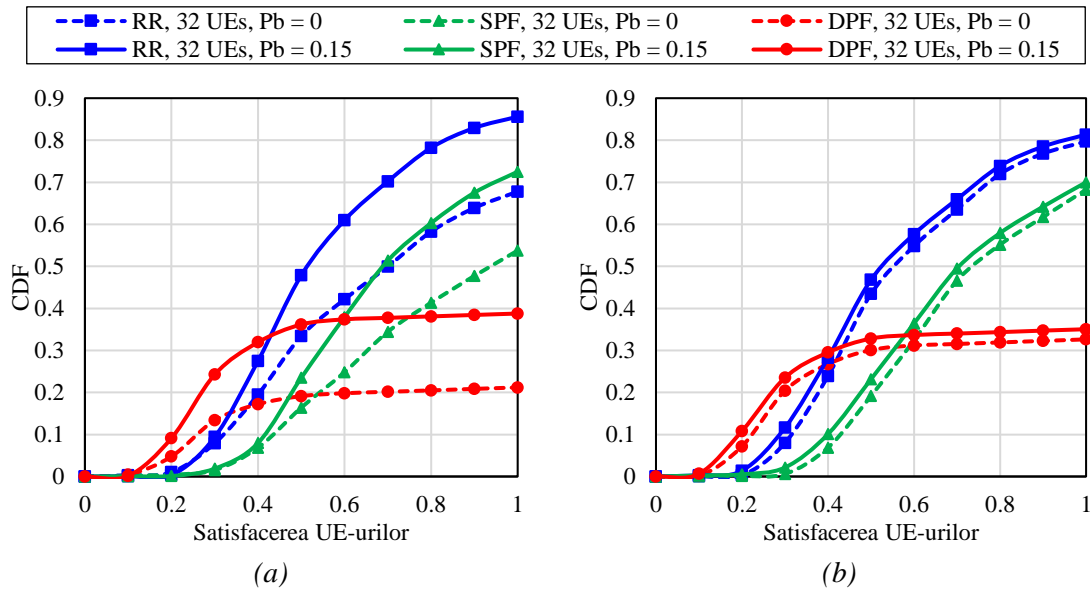 RR, 32 UEs, Pb = 0 SPF, 32 UEs, Pb = 0 DPF, 32 UEs, Pb = 0
RR, 32 UEs, Pb = 0.15 SPF, 32 UEs, Pb = 0.15 DPF, 32 UEs, Pb = 0.15
0.9
0.8
0.7
0.6
0.5
0.4
0.3
0.2
0.1
0
CDF
0 0.2 0.4 0.6 0.8 1
Satisfacerea UE-urilor
(a)
0.9
0.8
0.7
0.6
0.5
0.4
0.3
0.2
0.1
0
CDF
0 0.2 0.4 0.6 0.8 1
Satisfacerea UE-urilor
(b)